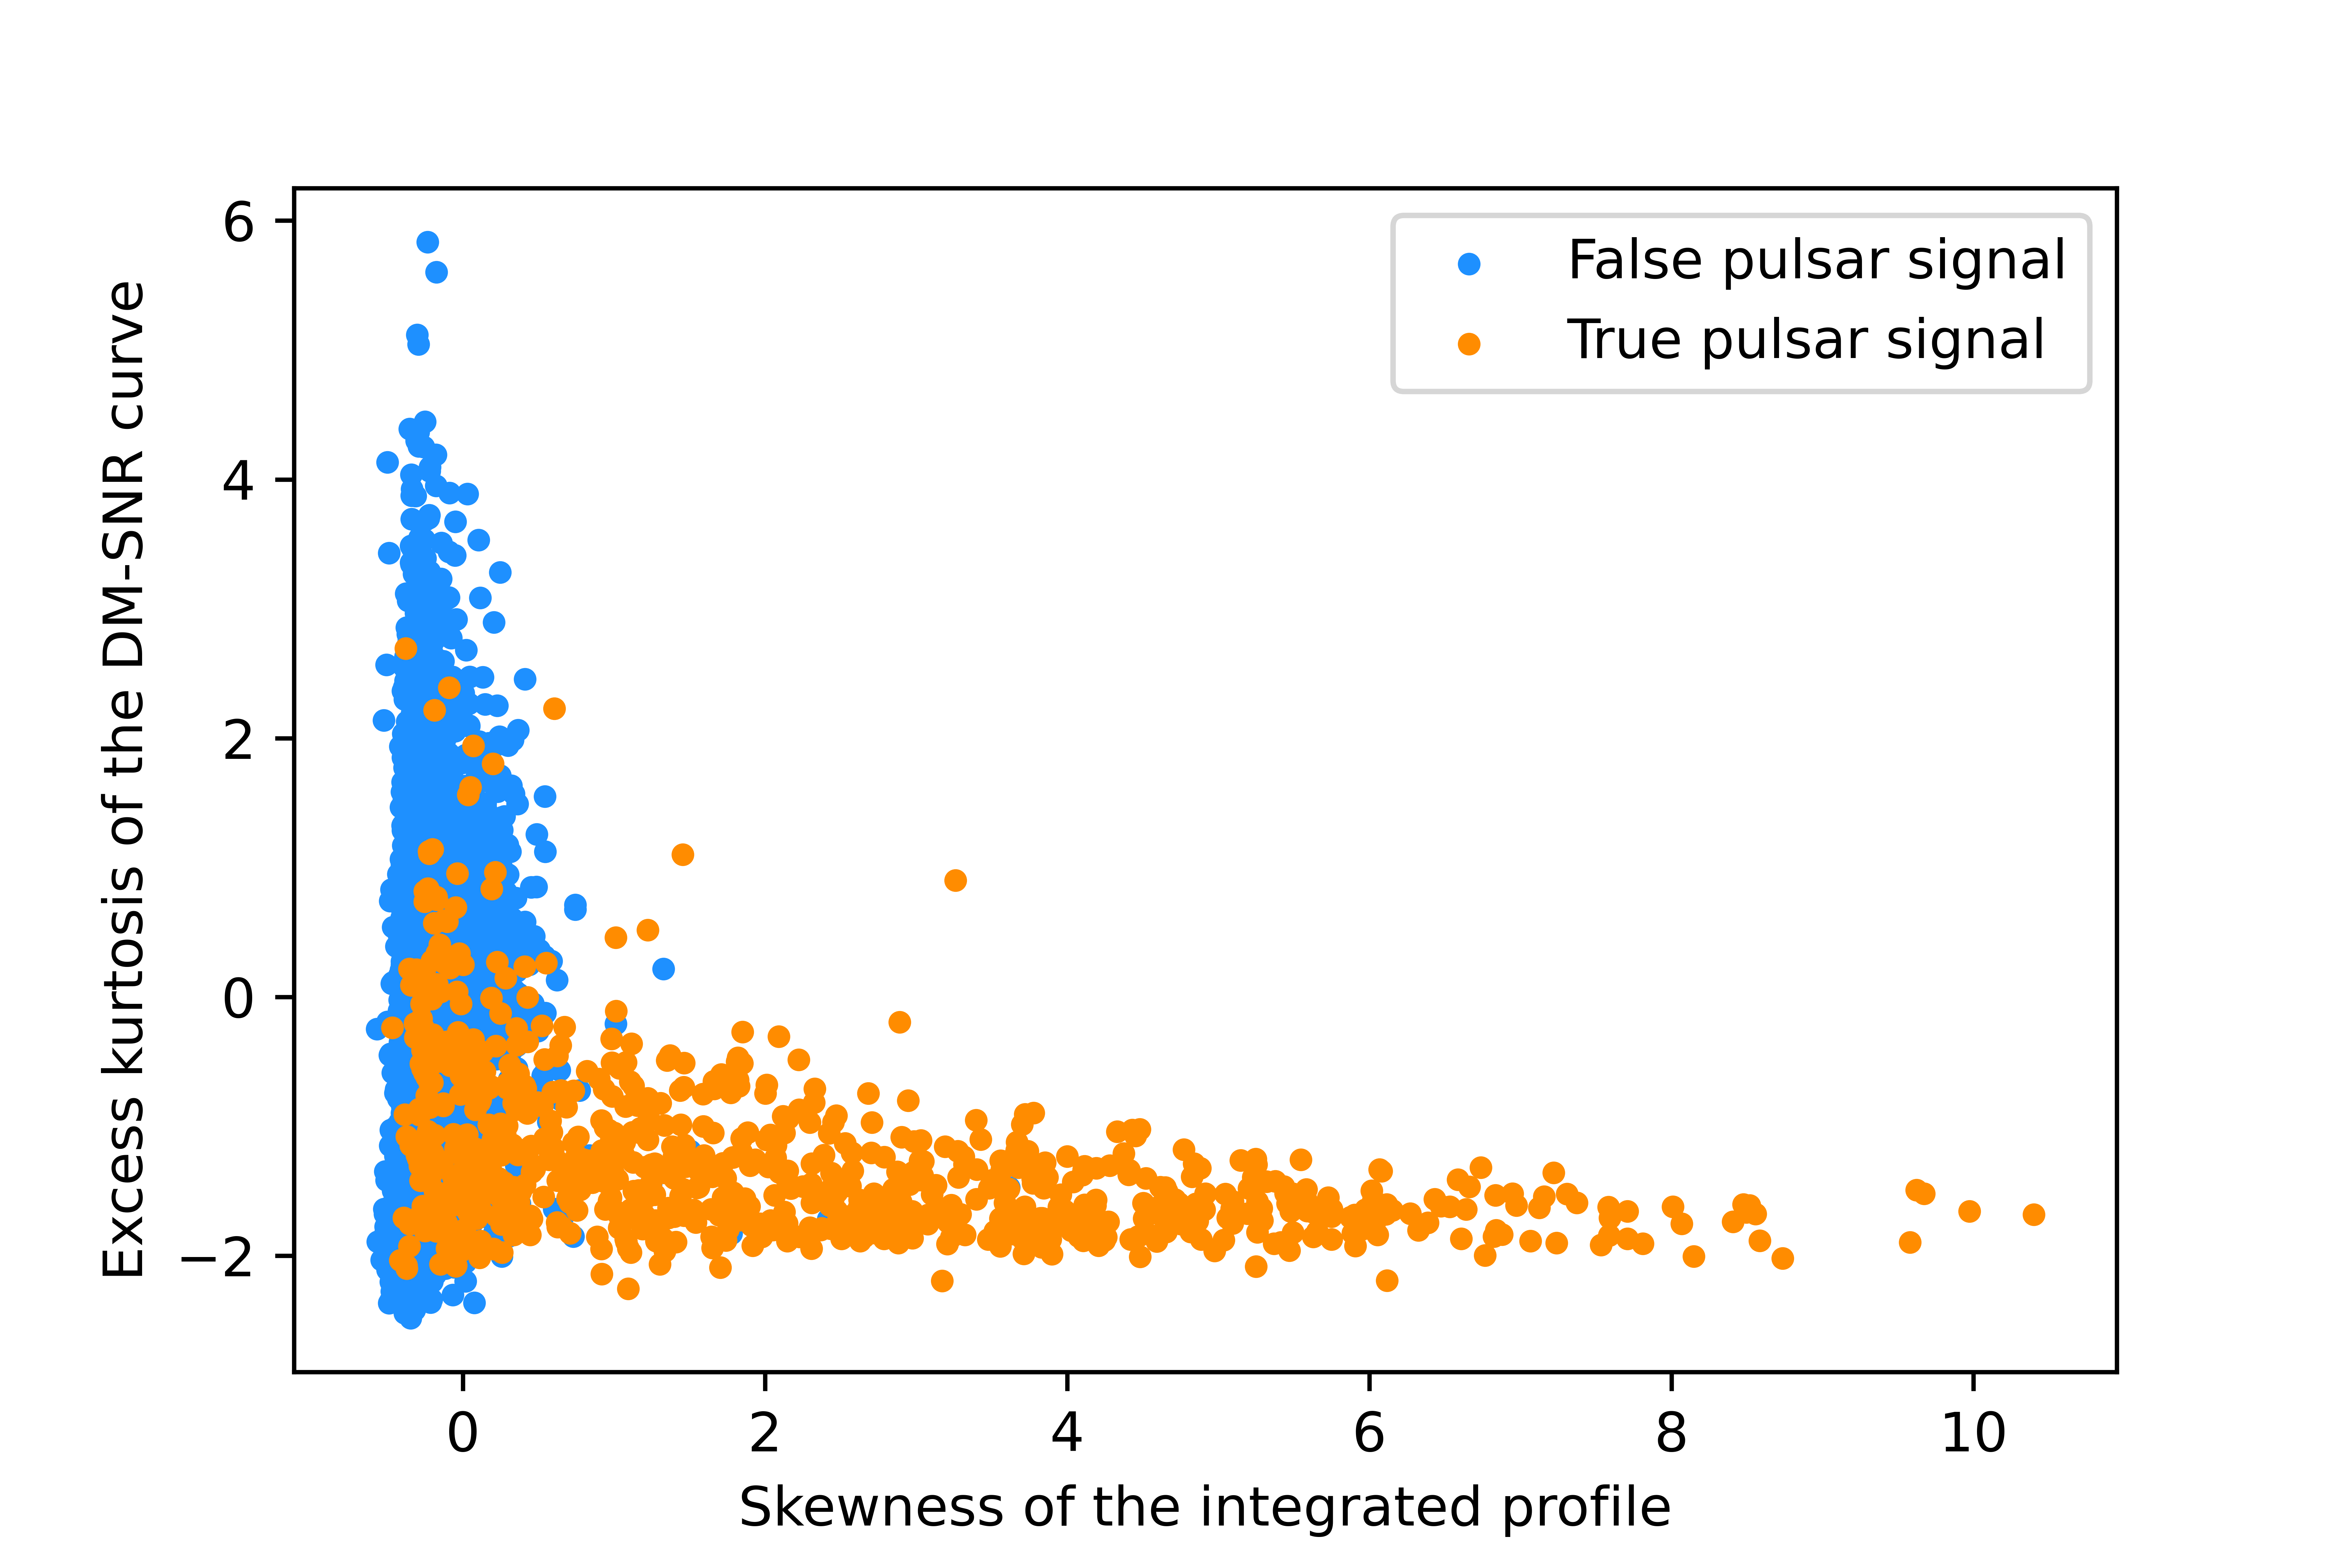 False pulsar signal
True pulsar signal
6
4
2
0
−2
Excess kurtosis of the DM-SNR curve
0 2 4 6 8 10
Skewness of the integrated profile